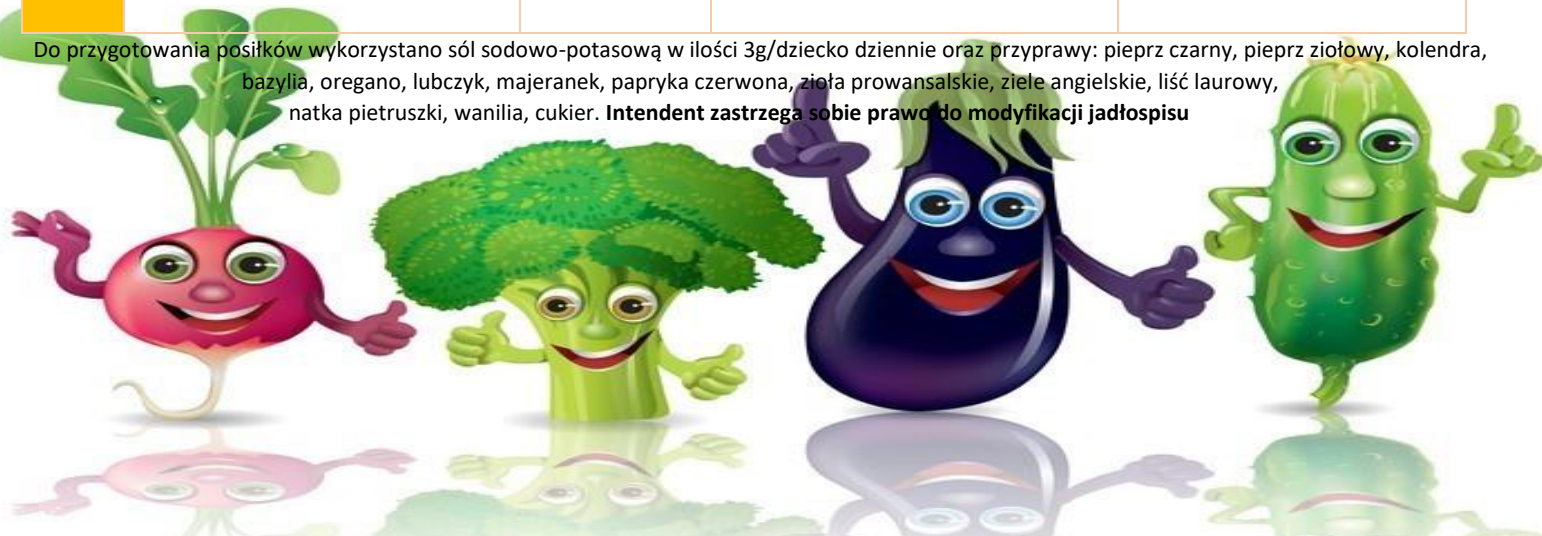 Do przygotowania posiłków wykorzystano sól sodowo-potasową w ilości 3g/dziecko dziennie oraz przyprawy: pieprz czarny, pieprz ziołowy, kolendra,
bazylia, oregano, lubczyk, majeranek, papryka czerwona, zioła prowansalskie, ziele angielskie, liść laurowy,
natka pietruszki, wanilia, cukier. Intendent zastrzega sobie prawo do modyfikacji jadłospisu